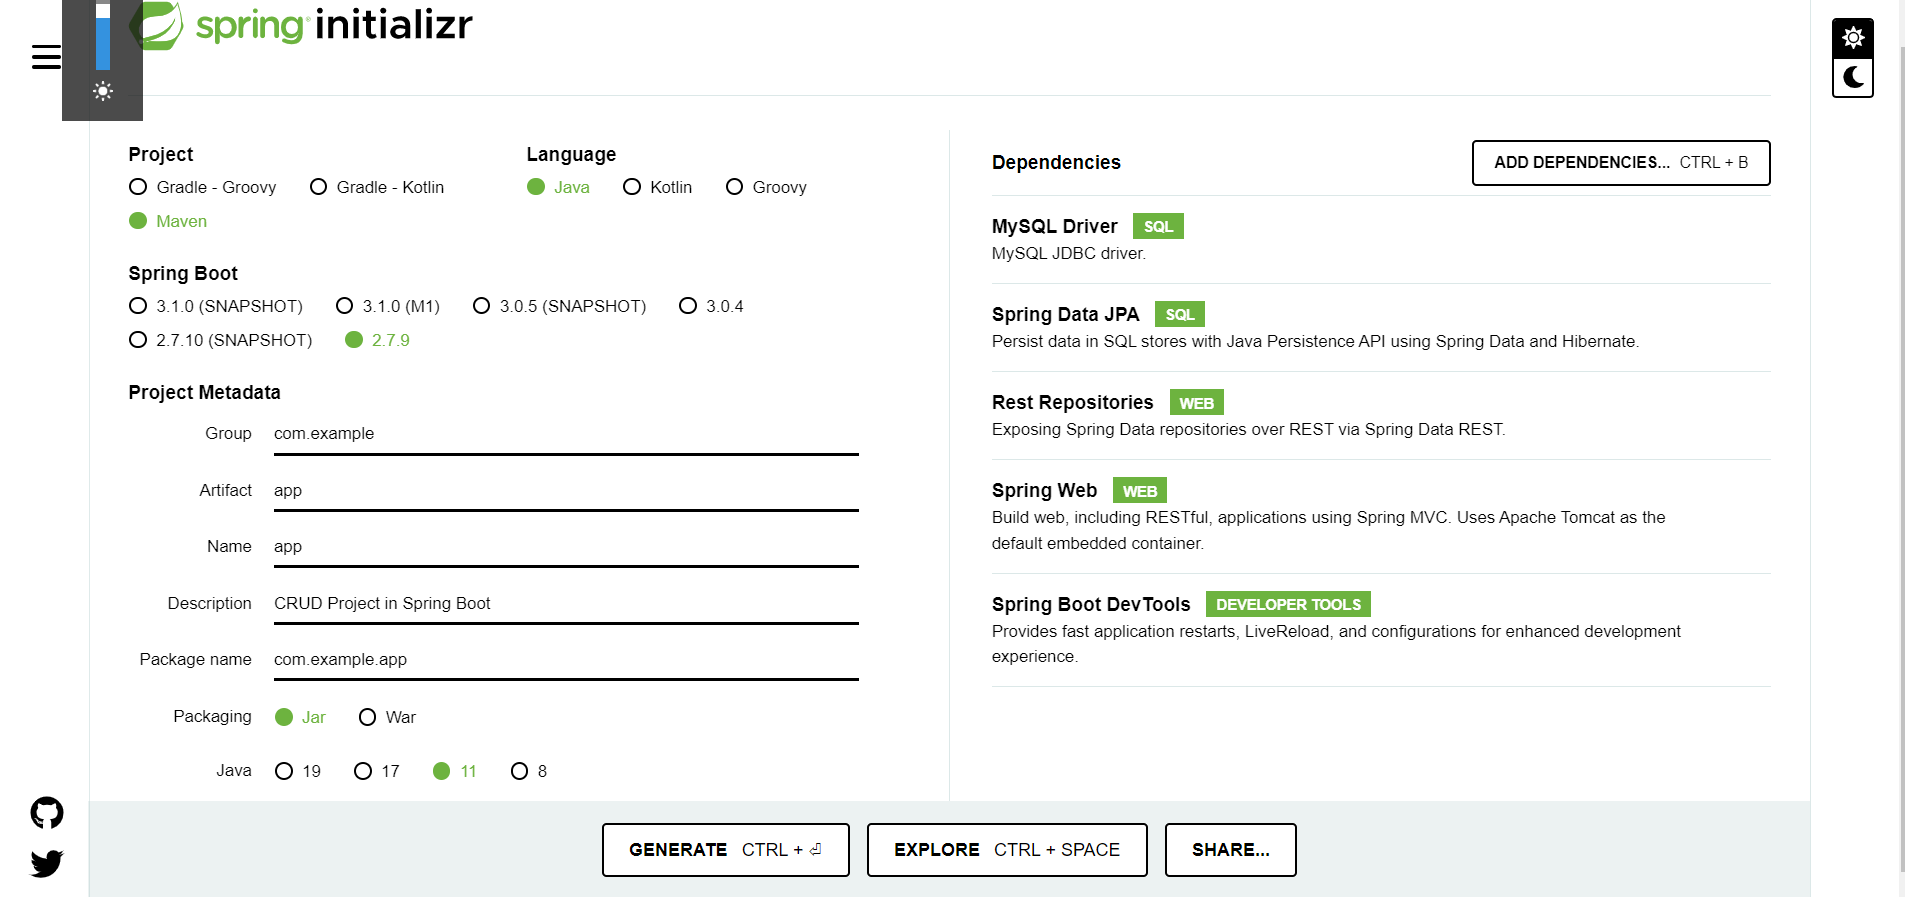 spring initializr
Project
Gradle - Groovy Gradle - Kotlin
Maven
Language
Java Kotlin Groovy
Spring Boot
3.1.0 (SNAPSHOT) 3.1.0 (M1) 3.0.5 (SNAPSHOT) 3.0.4
2.7.10 (SNAPSHOT) 2.7.9
Project Metadata
Group com.example
Artifact app
Name app
Description CRUD Project in Spring Boot
Package name com.example.app
Packaging Jar War
Java 19 17 11 8
Dependencies
ADD DEPENDENCIES... CTRL + B
MySQL Driver SQL
MySQL JDBC driver.
Spring Data JPA SQL
Persist data in SQL stores with Java Persistence API using Spring Data and Hibernate.
Rest Repositories WEB
Exposing Spring Data repositories over REST via Spring Data REST.
Spring Web WEB
Build web, including RESTful, applications using Spring MVC. Uses Apache Tomcat as the
default embedded container.
Spring Boot DevTools DEVELOPER TOOLS
Provides fast application restarts, LiveReload, and configurations for enhanced development
experience.
GENERATE CTRL + ⏎ EXPLORE CTRL + SPACE SHARE...